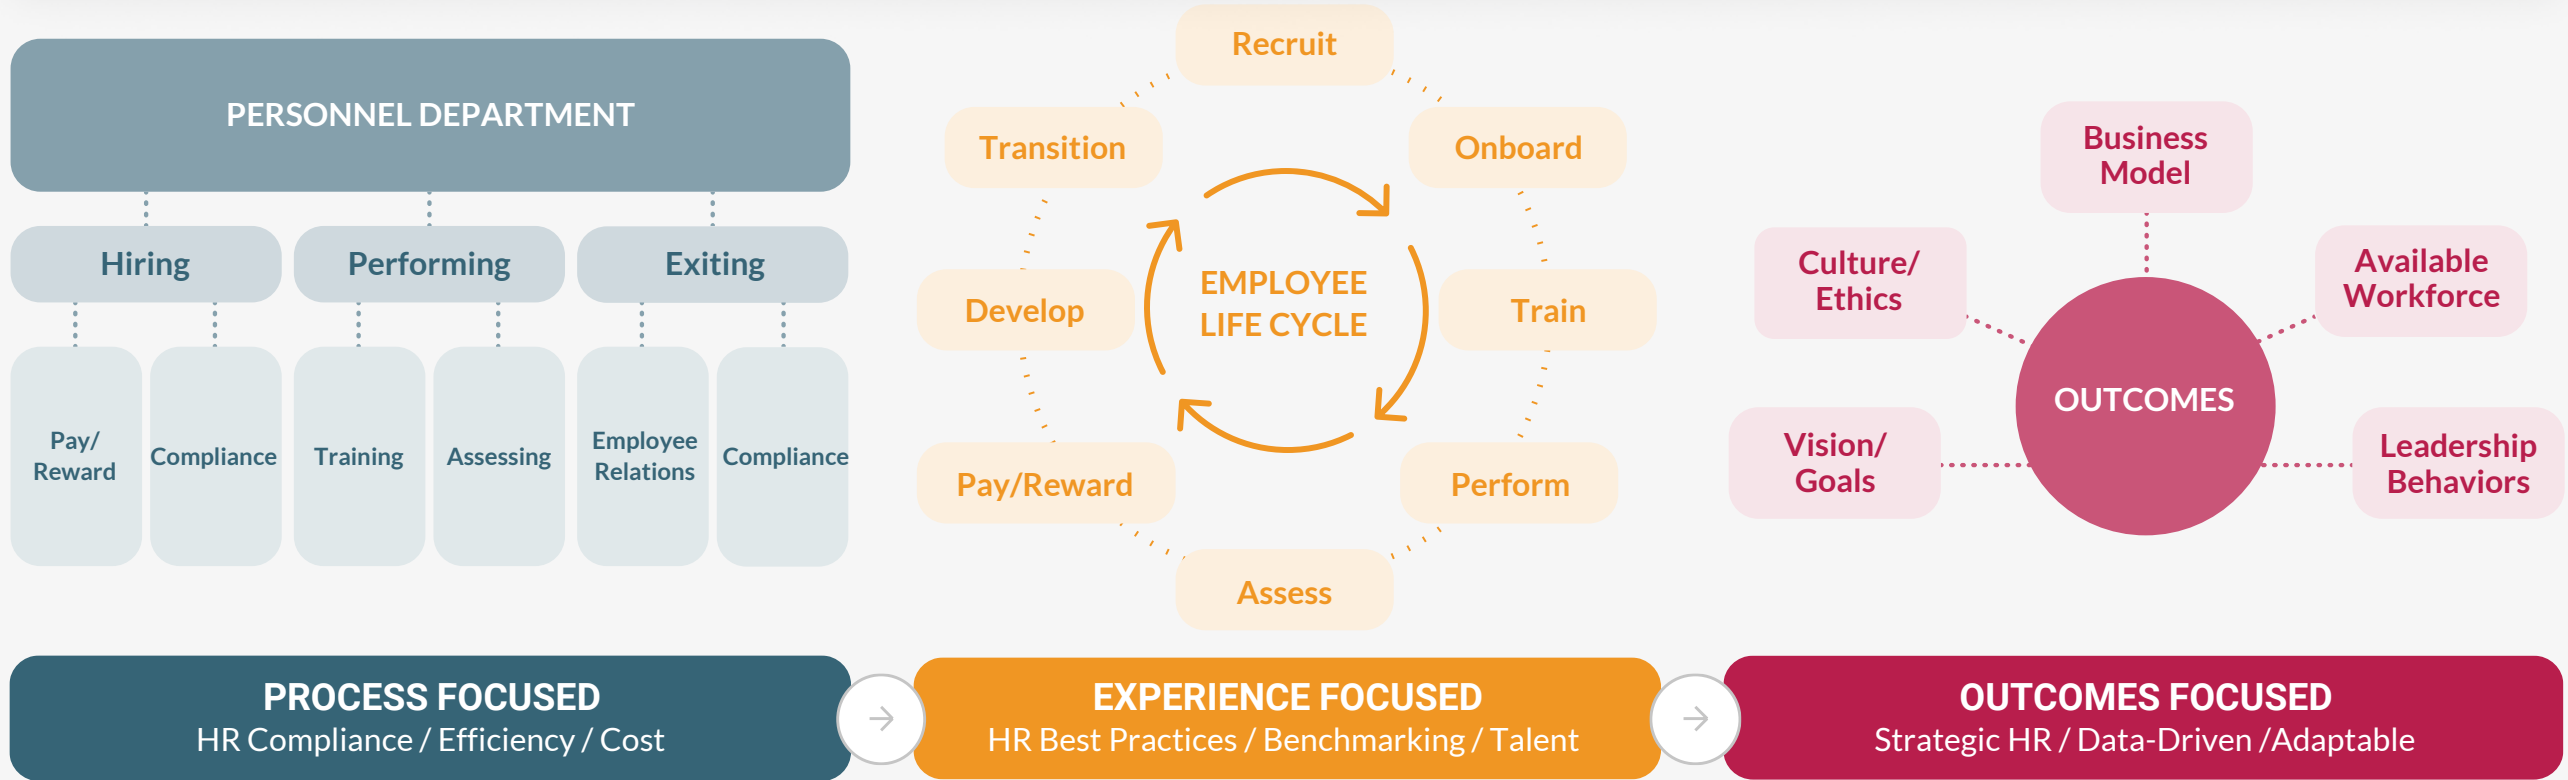 PERSONNEL DEPARTMENT
Hiring
Performing
Exiting
Pay/
Reward
Compliance
Training
Assessing
Employee
Relations
Compliance
PROCESS FOCUSED
HR Compliance / Efficiency / Cost
Recruit
Onboard
Train
Perform
Assess
Pay/Reward
Develop
Transition
EMPLOYEE
LIFE CYCLE
EXPERIENCE FOCUSED
HR Best Practices / Benchmarking / Talent
Business
Model
Available
Workforce
Leadership
Behaviors
Vision/
Goals
Culture/
Ethics
OUTCOMES
OUTCOMES FOCUSED
Strategic HR / Data-Driven /Adaptable